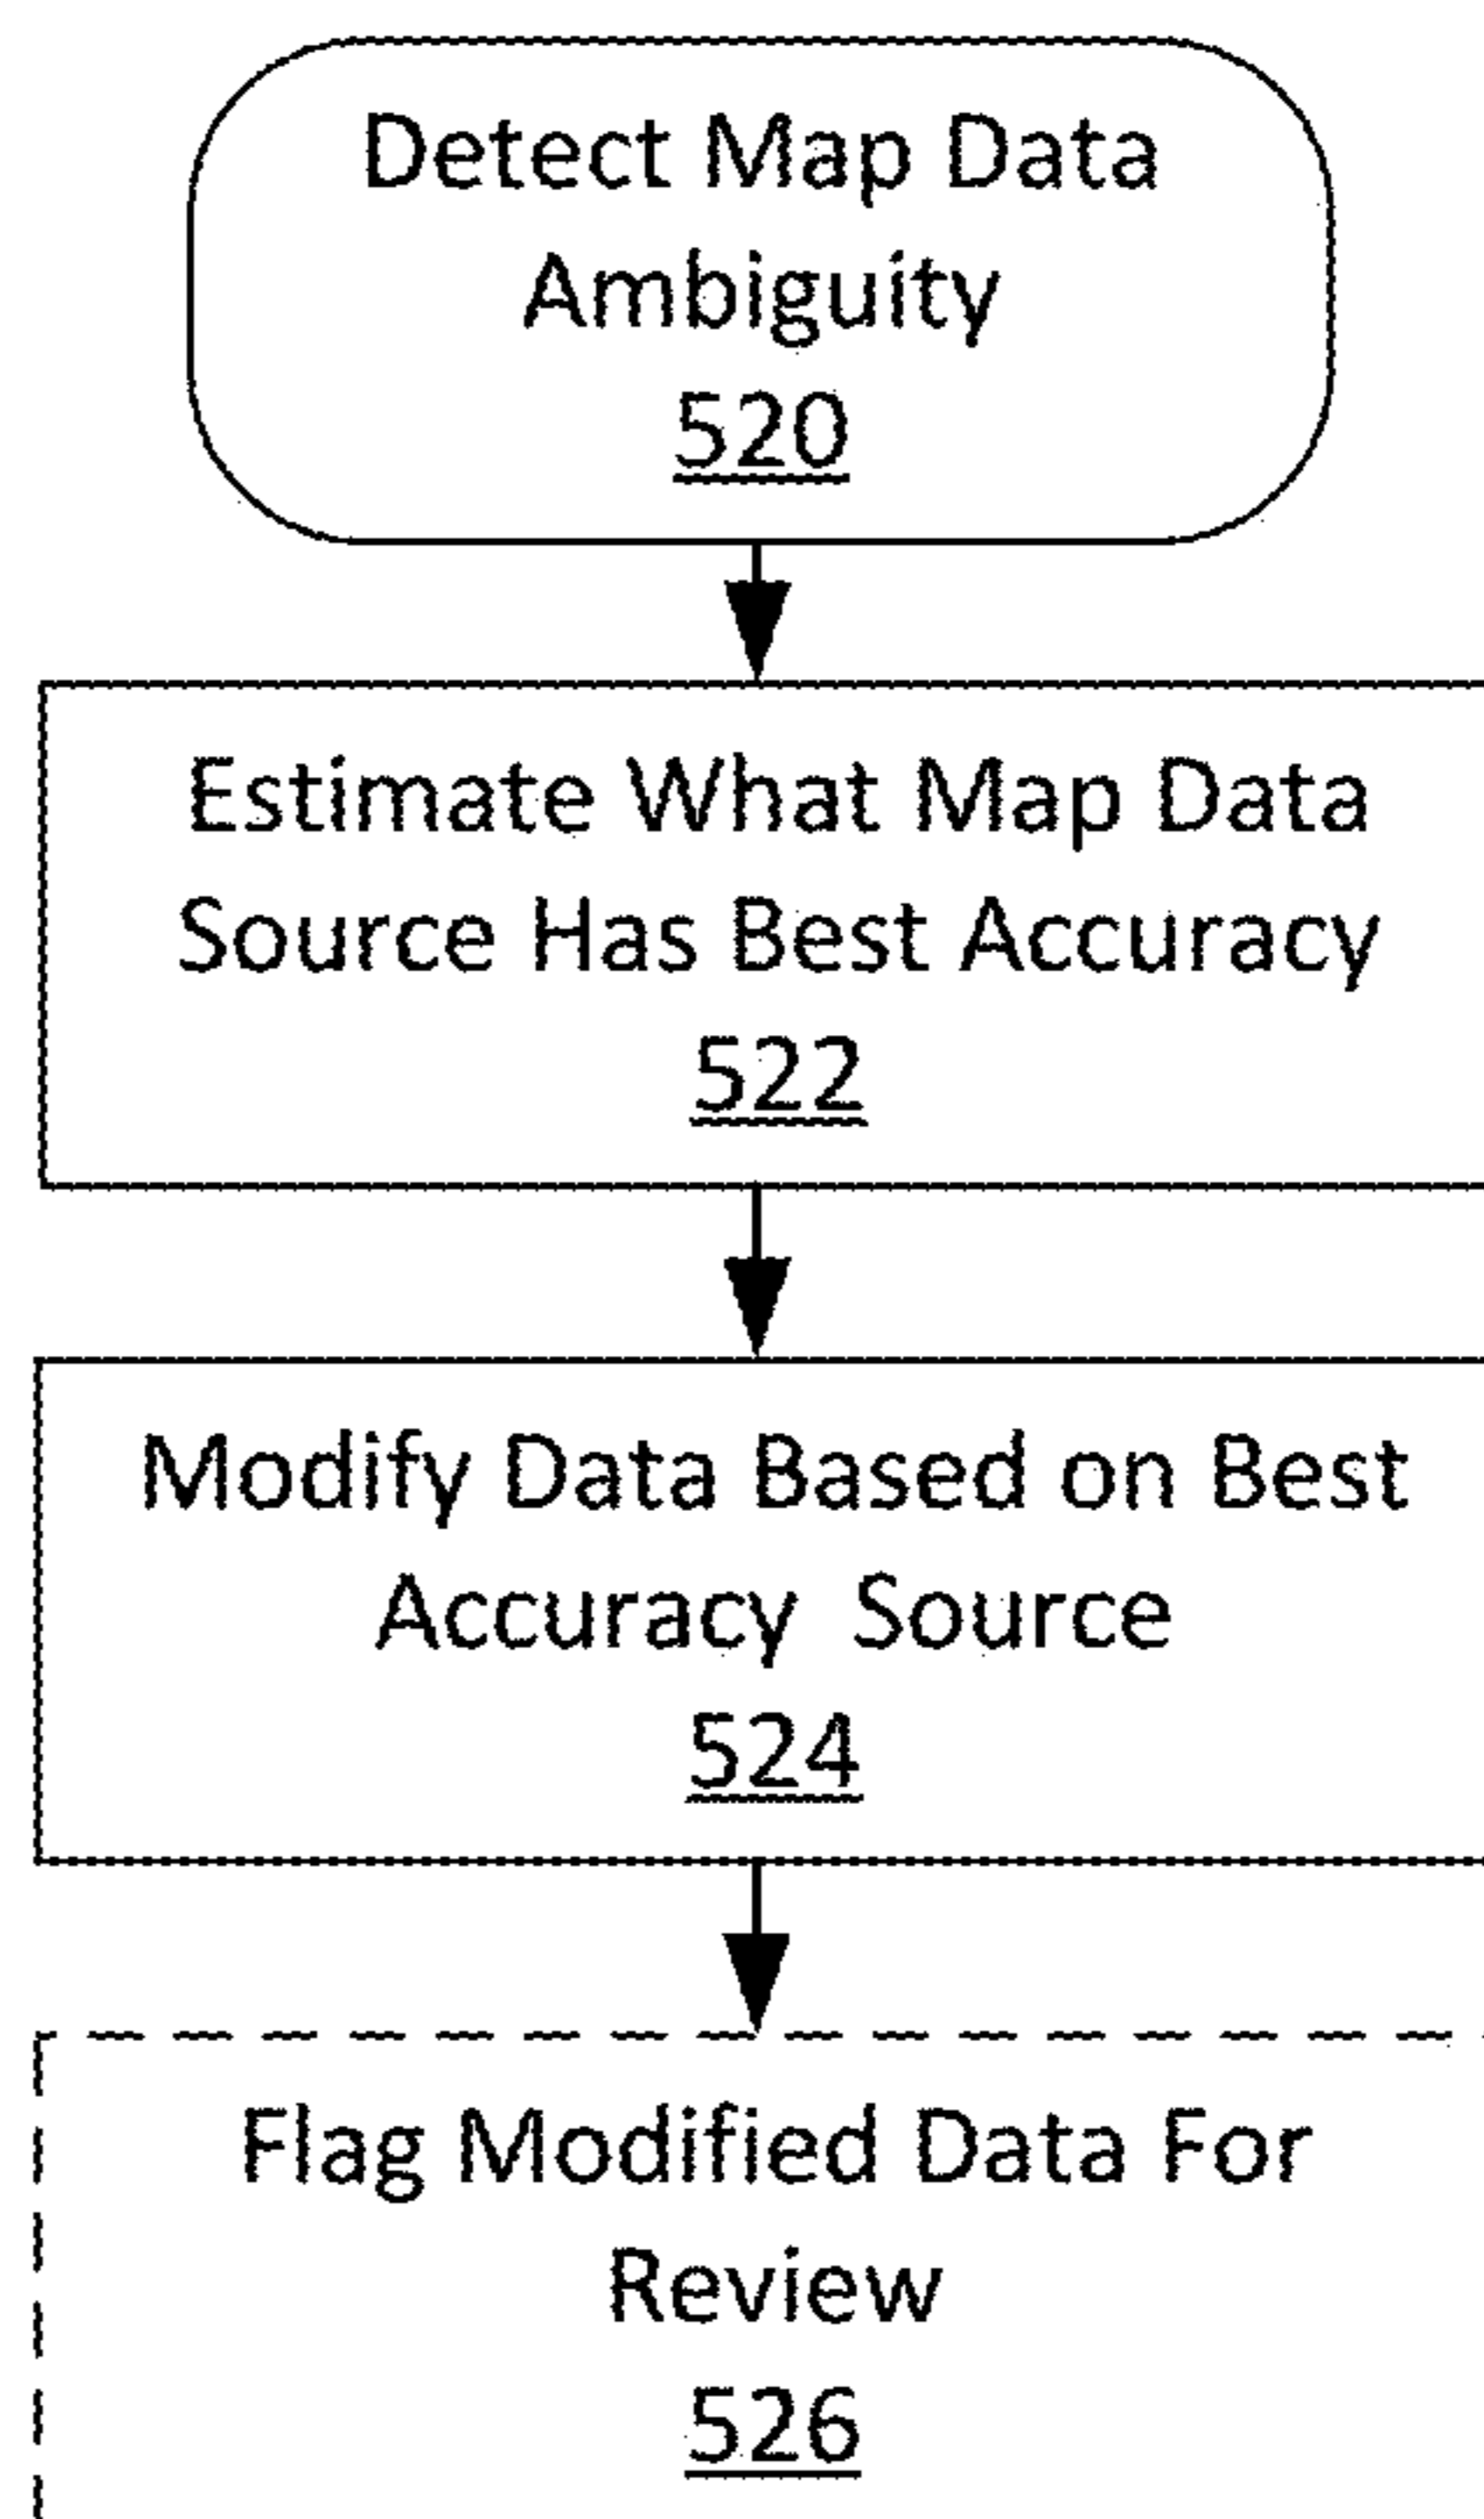 Detect Map Data
Ambiguity
520
Estimate What Map Data
Source Has Best Accuracy
522
Modify Data Based on Best
Accuracy Source
524
Flag Modified Data For
Review
526